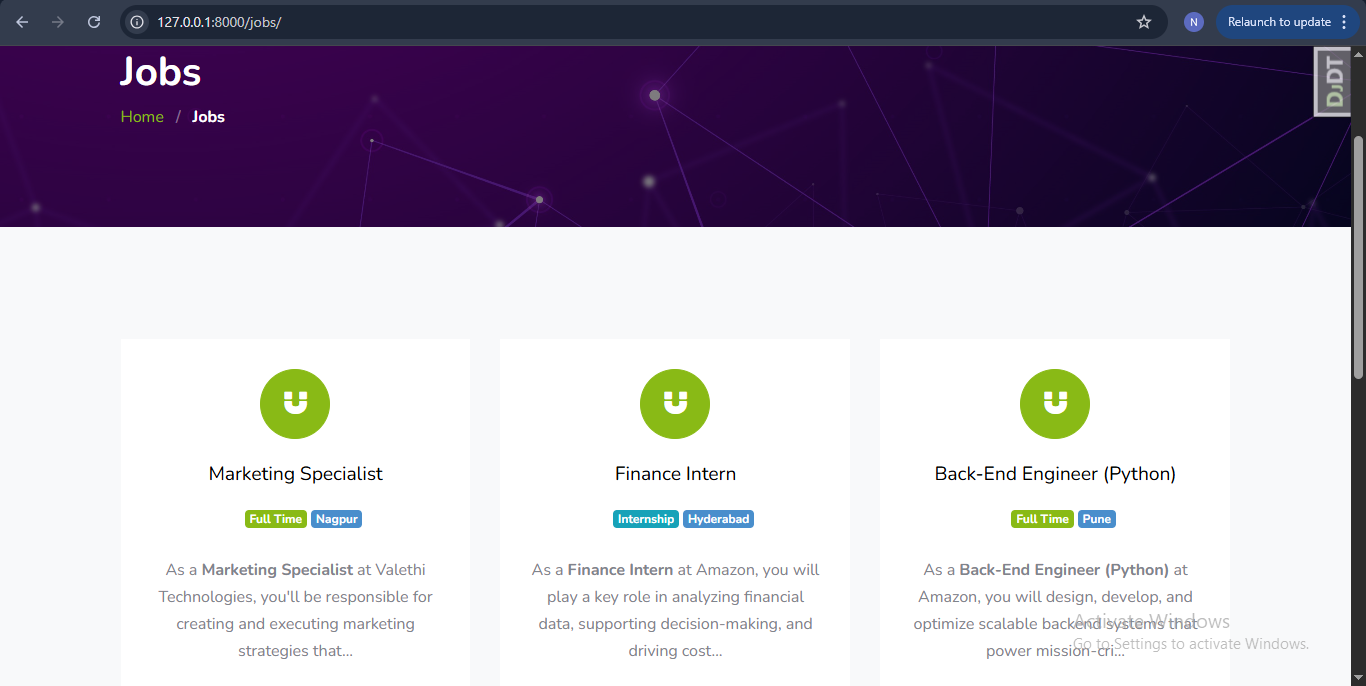 127.0.0.1:8000/jobs/
N
Relaunch to update
Jobs
DJDT
Home / Jobs
Marketing Specialist
Full Time Nagpur
As a Marketing Specialist at Valethi
Technologies, you'll be responsible for
creating and executing marketing
strategies that...
Finance Intern
Internship Hyderabad
As a Finance Intern at Amazon, you will
play a key role in analyzing financial
data, supporting decision-making, and
driving cost...
Back-End Engineer (Python)
Full Time Pune
As a Back-End Engineer (Python) at
Amazon, you will design, develop, and
optimize scalable backend systems that
power mission-cri...
Activate Windows
Go to Settings to activate Windows.